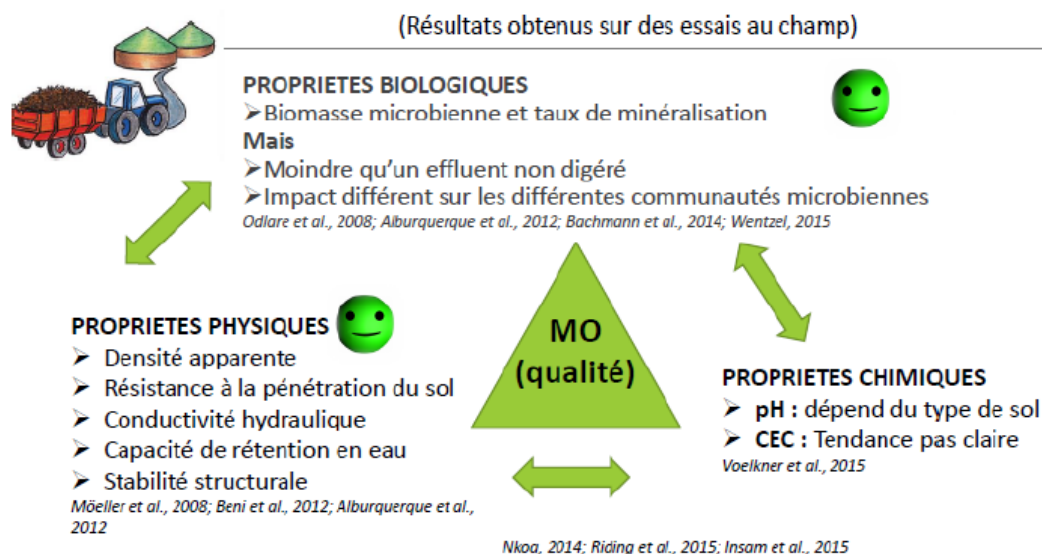 (Résultats obtenus sur des essais au champ)
PROPRIETES BIOLOGIQUES
➢Biomasse microbienne et taux de minéralisation
Mais
➢Moindre qu'un effluent non digéré
➢Impact différent sur les différentes communautés microbiennes
Odlare et al., 2008; Alburquerque et al., 2012; Bachmann et al., 2014; Wentzel, 2015
MO
(qualité)
PROPRIETES PHYSIQUES
➢ Densité apparente
➢ Résistance à la pénétration du sol
➢ Conductivité hydraulique
➢ Capacité de rétention en eau
➢ Stabilité structurale
Möeller et al., 2008; Beni et al., 2012; Alburquerque et al.,
2012
PROPRIETES CHIMIQUES
➢ pH : dépend du type de sol
➢ CEC : Tendance pas claire
Voelkner et al., 2015
Nkoa, 2014; Riding et al., 2015; Insam et al., 2015